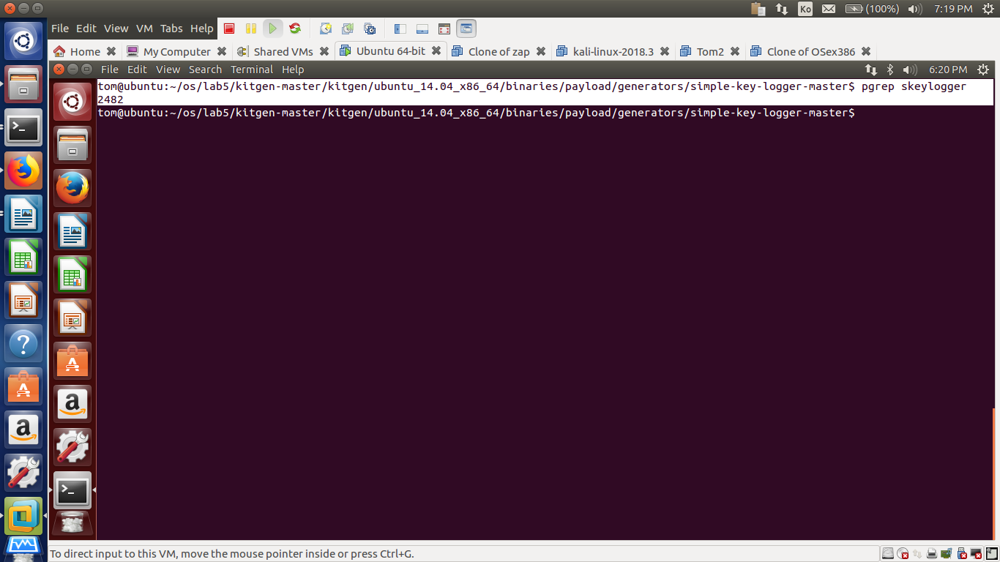 Ko (100%) 7:19 PM
File Edit View VM Tabs Help
Home My Computer Shared VMs Ubuntu 64-bit Clone of zap kali-linux-2018.3 Tom2 Clone of OSex386
File Edit View Search Terminal Help 6:20 PM
tom@ubuntu:~/os/lab5/kitgen-master/kitgen/ubuntu_14.04_x86_64/binaries/payload/generators/simple-key-logger-master$ pgrep skeylogger
2482
tom@ubuntu:~/os/lab5/kitgen-master/kitgen/ubuntu_14.04_x86_64/binaries/payload/generators/simple-key-logger-master$
To direct input to this VM, move the mouse pointer inside or press Ctrl+G.